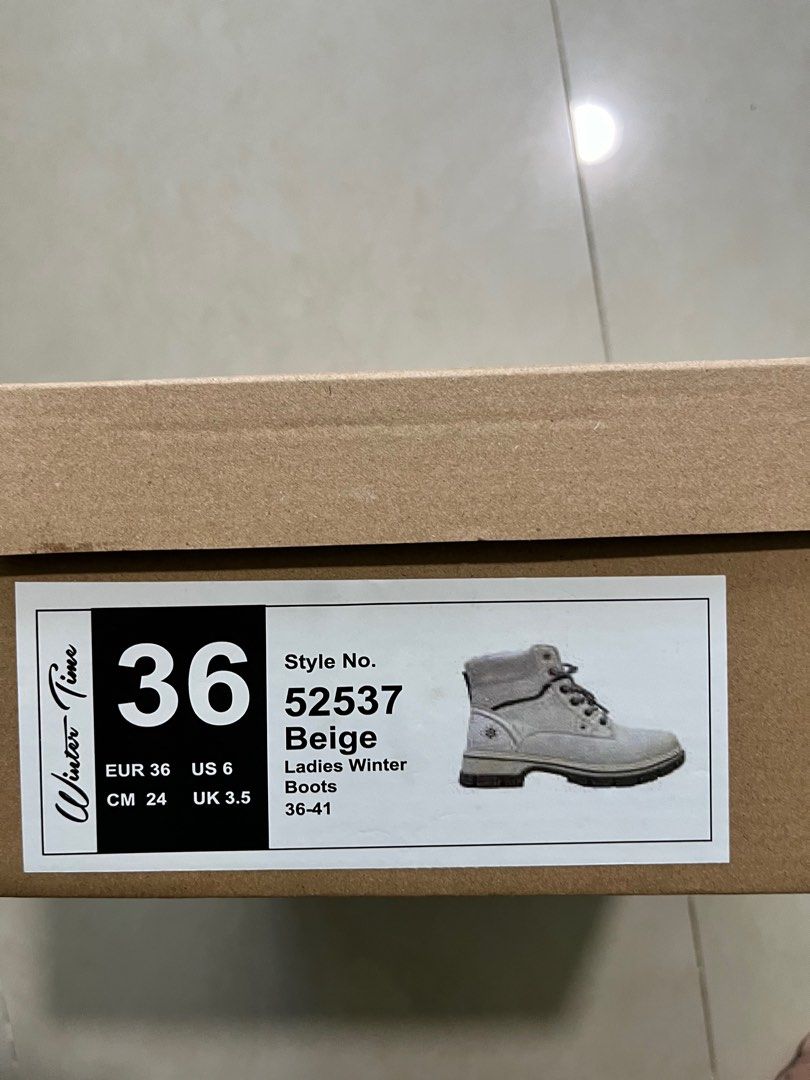 Winter Time
36
EUR 36 US 6
CM 24 UK 3.5
Style No.
52537
Beige
Ladies Winter
Boots
36-41